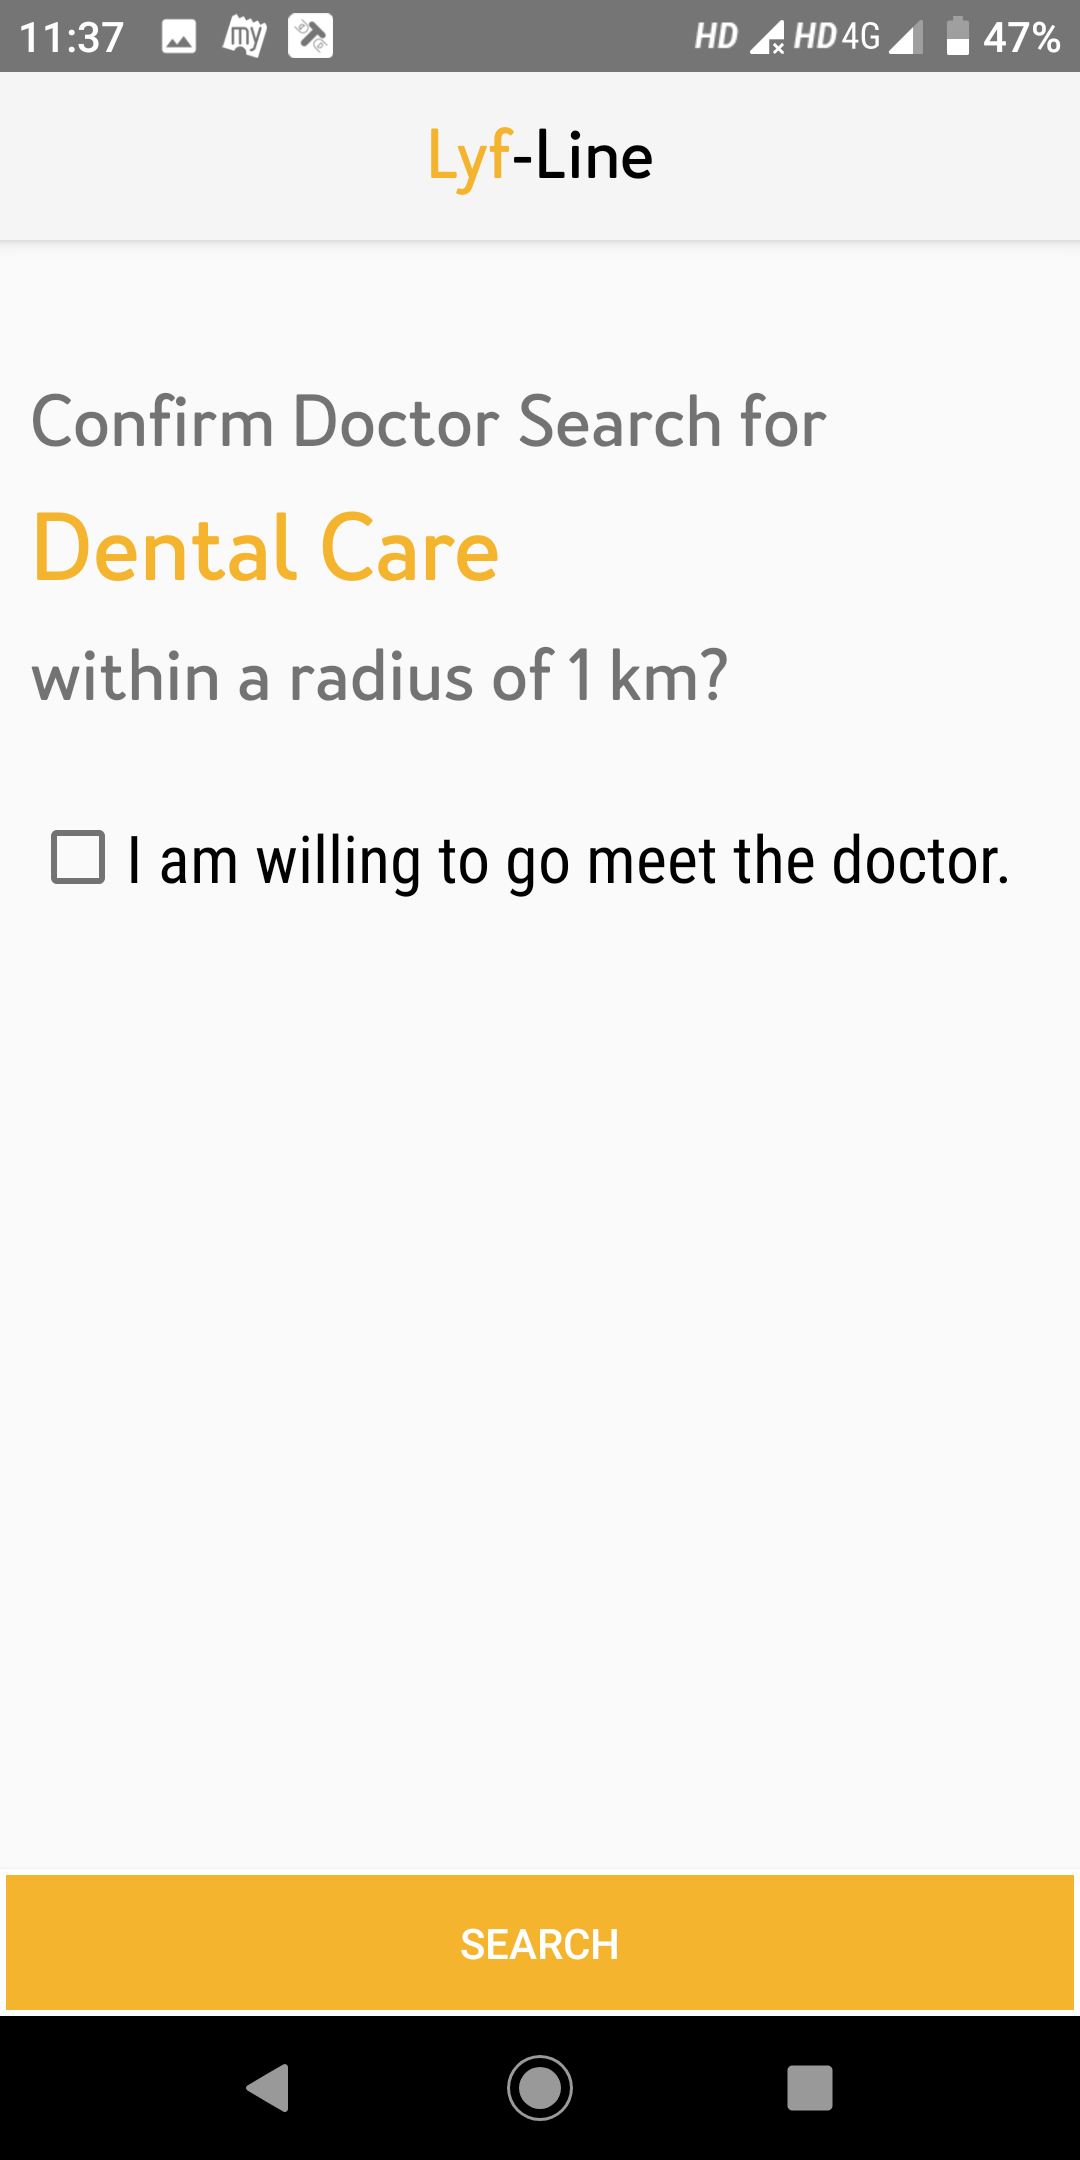 11:37 my HD HD 4G 47%
Lyf-Line
Confirm Doctor Search for
Dental Care
within a radius of 1 km?
I am willing to go meet the doctor.
SEARCH